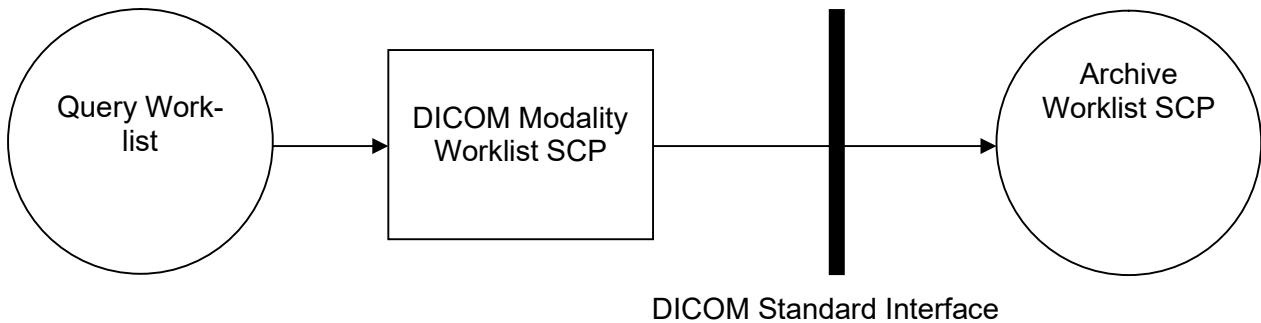 Query Work-
list
DICOM Modality
Worklist SCP
Archive
Worklist SCP
DICOM Standard Interface